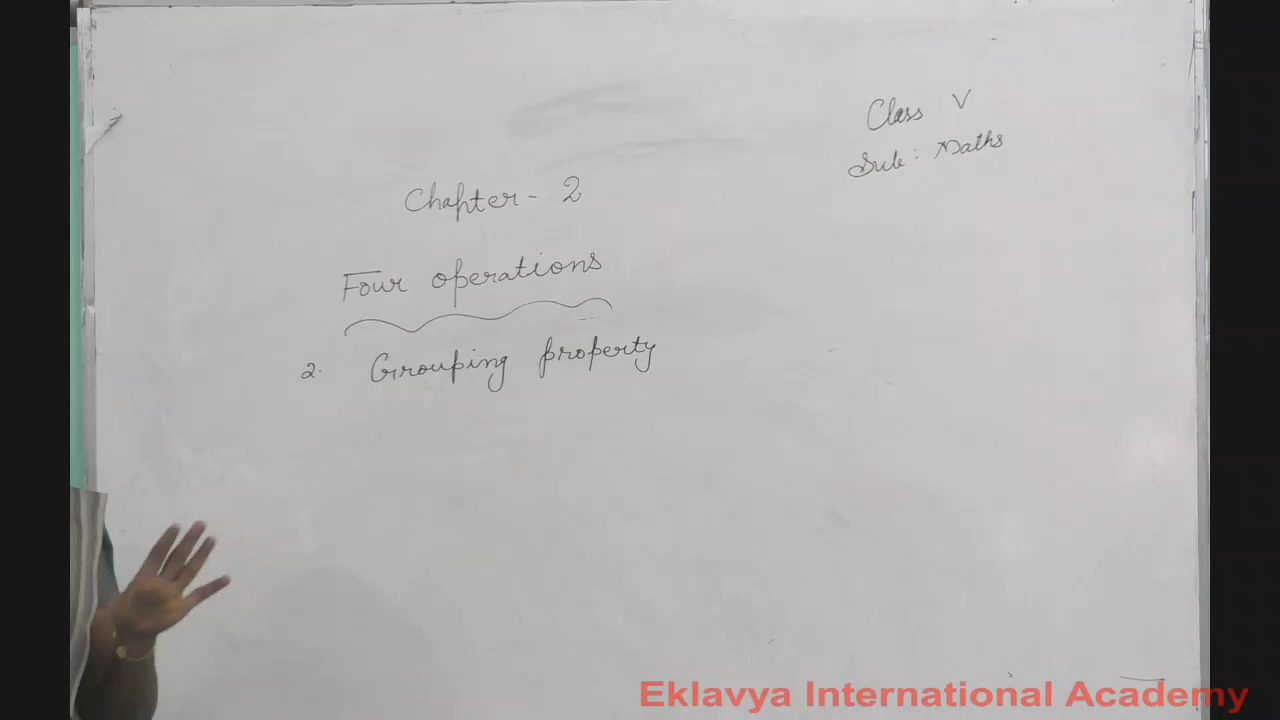 Class V
Sub: Maths
Chapter - 2
Four operations
2. Grouping property
Eklavya International Academy